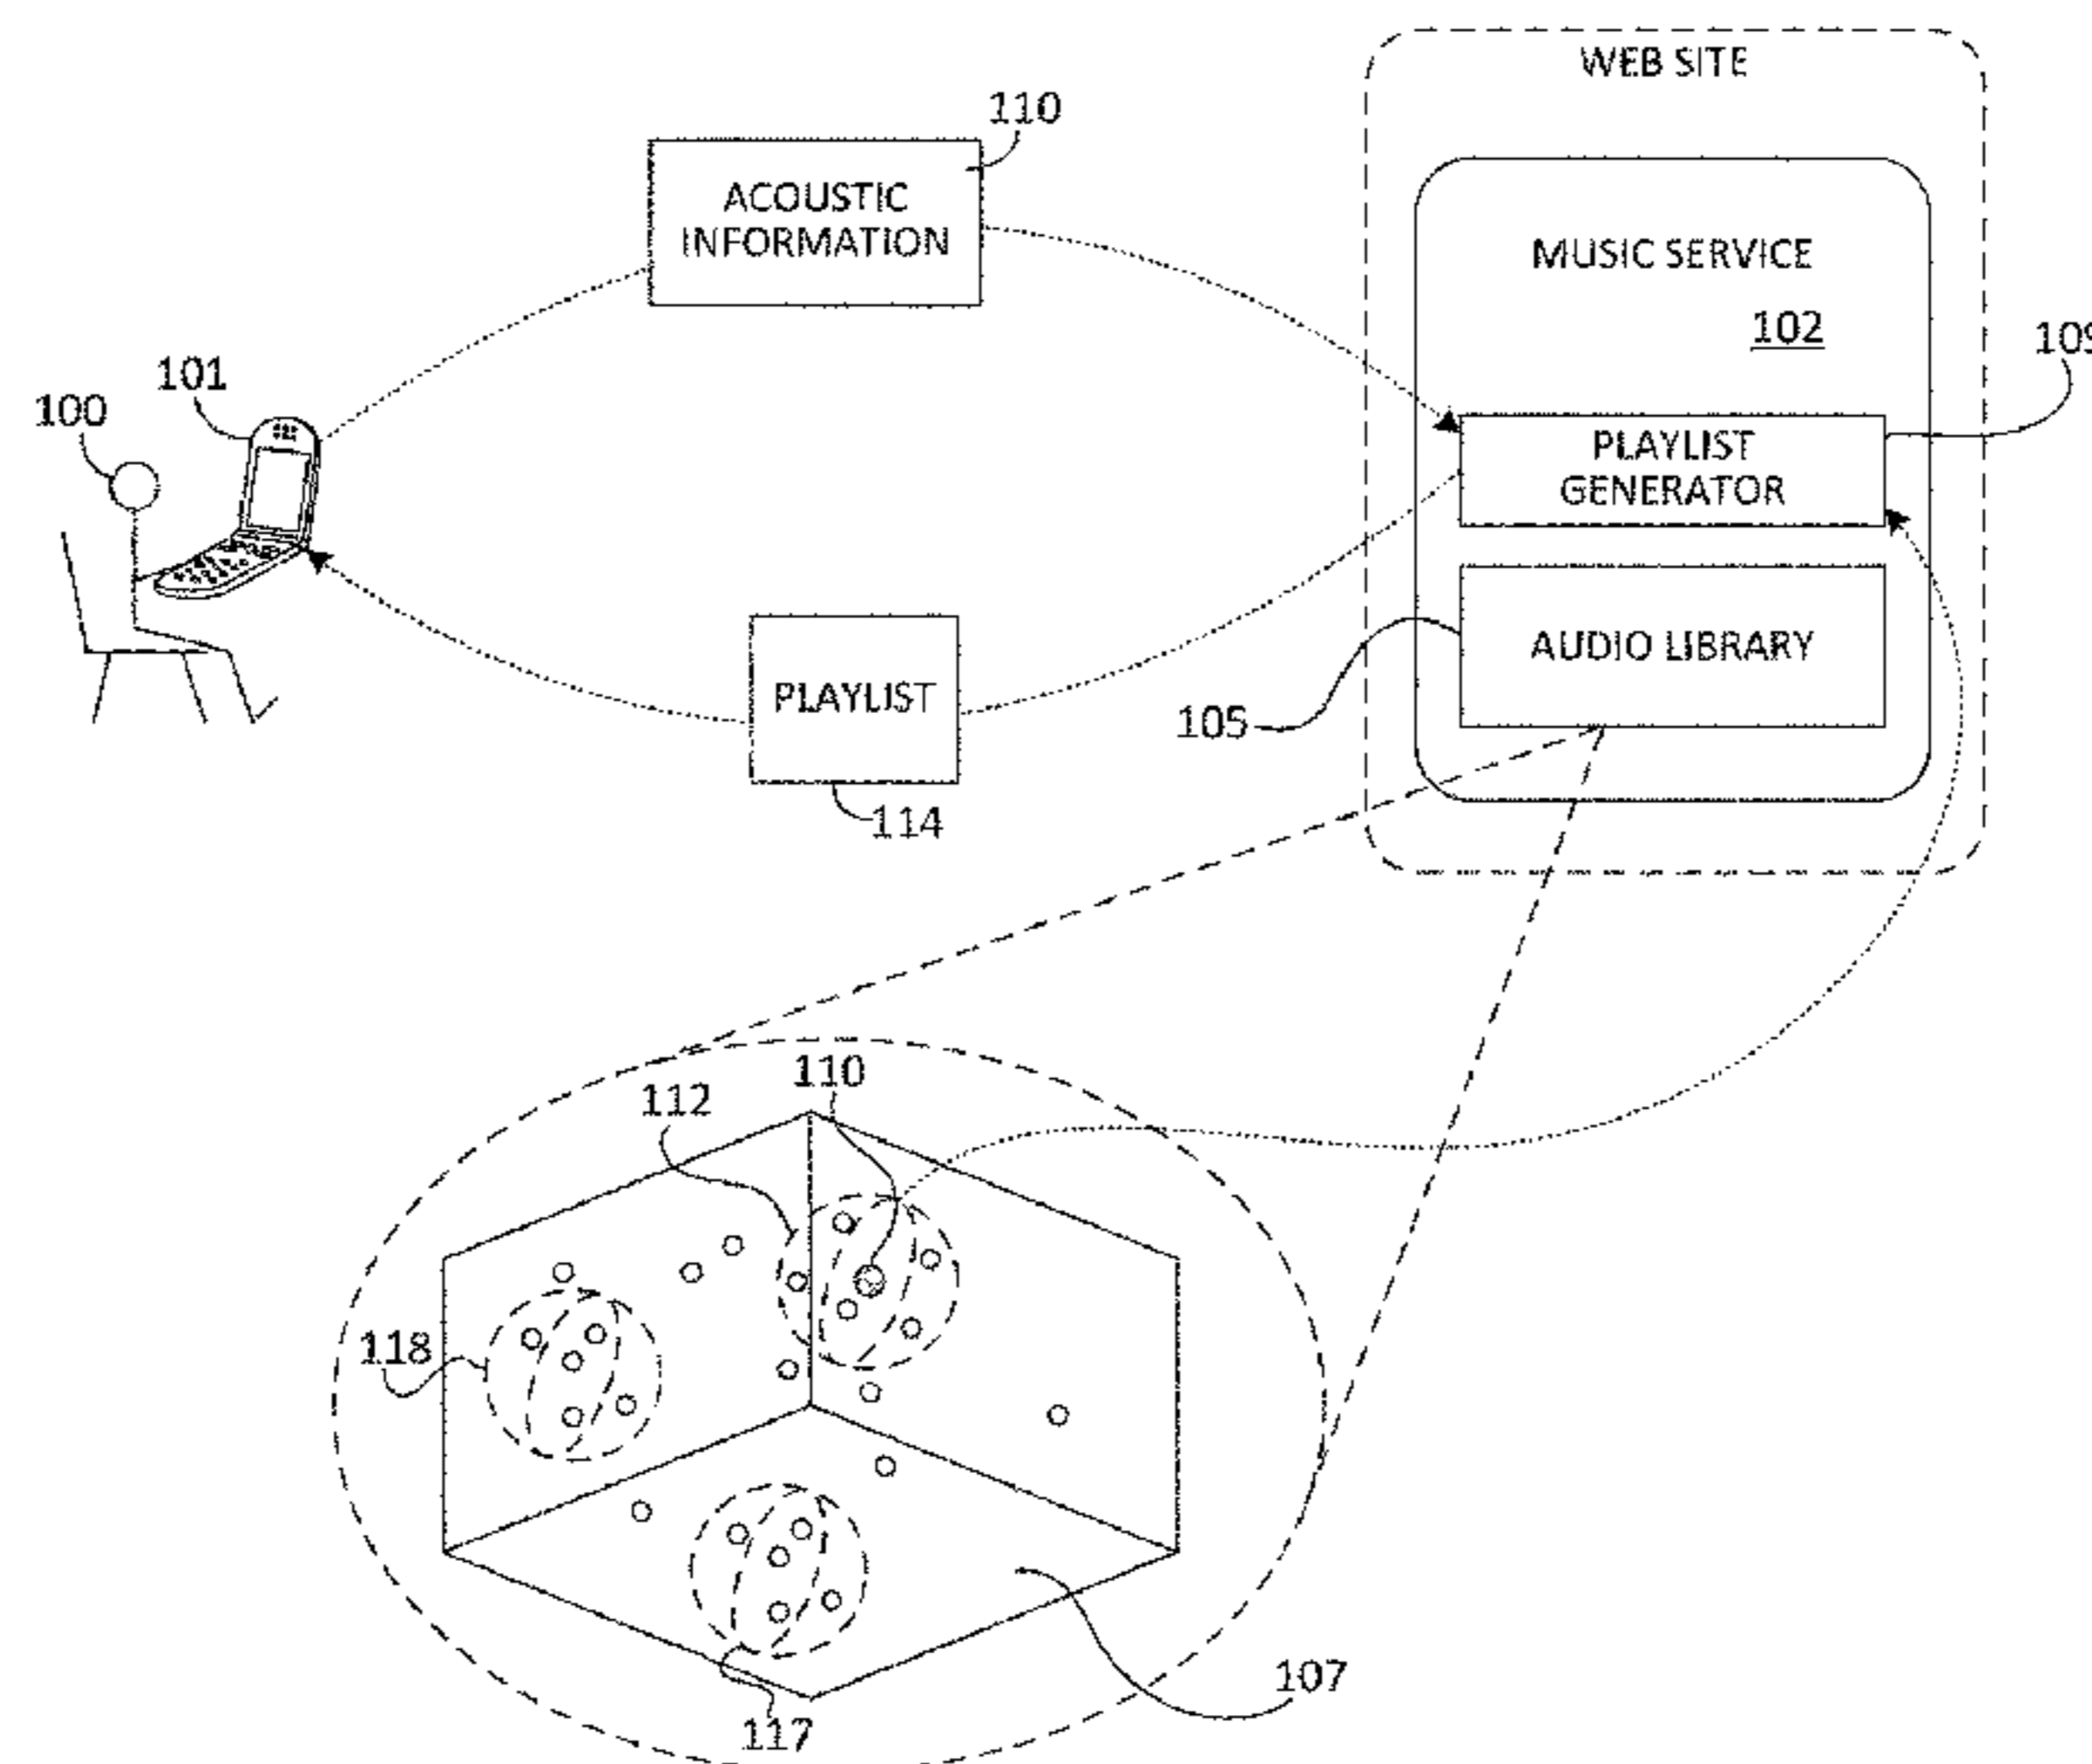 WEB SITE
110
ACOUSTIC
INFORMATION
MUSIC SERVICE
102
109
101
100
PLAYLIST
GENERATOR
AUDIO LIBRARY
PLAYLIST
105
114
110
112
118
107
117